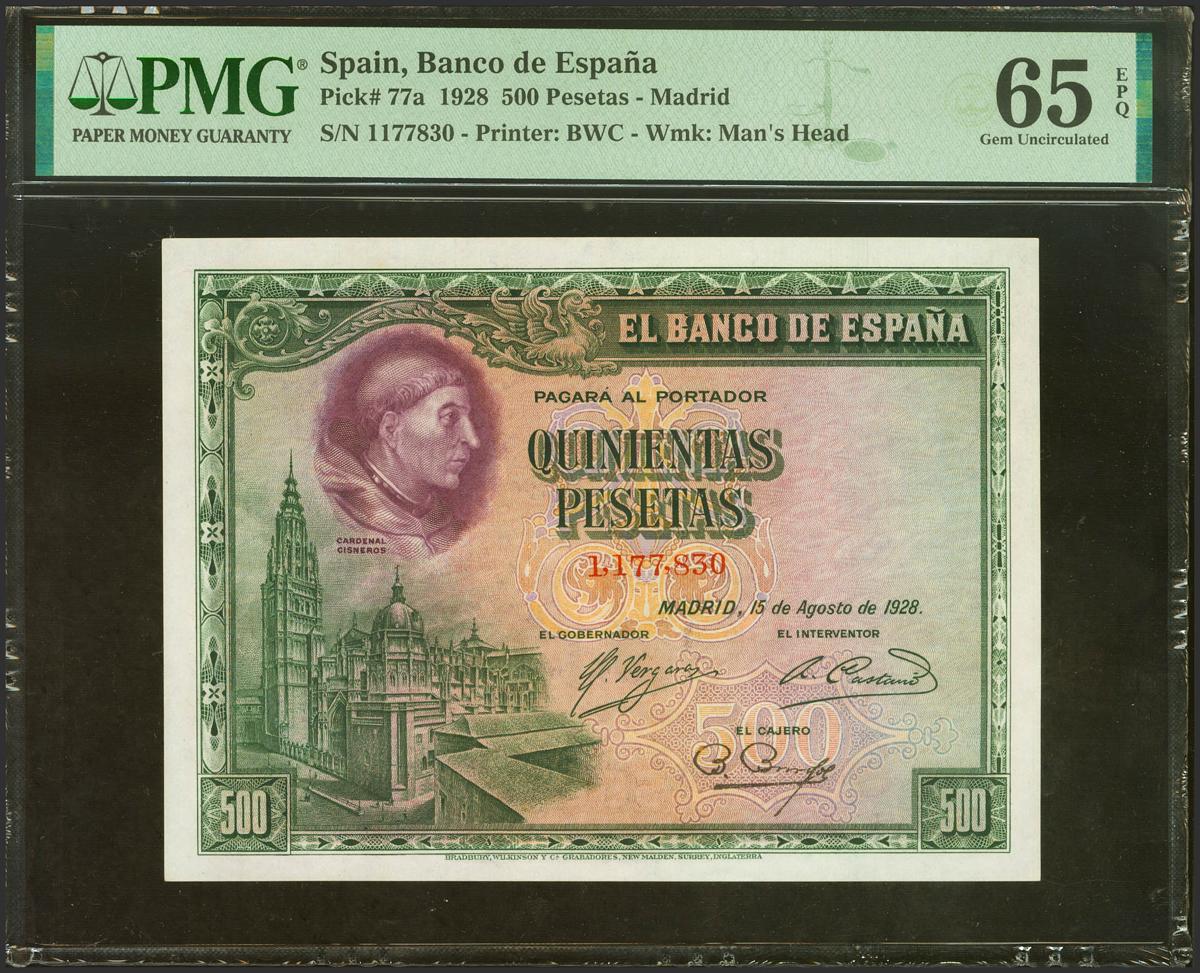 PMG®
PAPER MONEY GUARANTY
Spain, Banco de España
Pick# 77a 1928 500 Pesetas - Madrid
S/N 1177830 - Printer: BWC - Wmk: Man's Head
65 EPQ
Gem Uncirculated
EL BANCO DE ESPAÑA
PAGARÁ AL PORTADOR
QUINIENTAS
PESETAS
CARDENAL
CISNEROS
1,177,830
MADRID, 15 de Agosto de 1928.
EL GOBERNADOR EL INTERVENTOR
Vergara
500
EL CAJERO
500 500
BRADBURY, WILKINSON Y Cª. GRABADORES, NEW MALDEN, SURREY, INGLATERRA